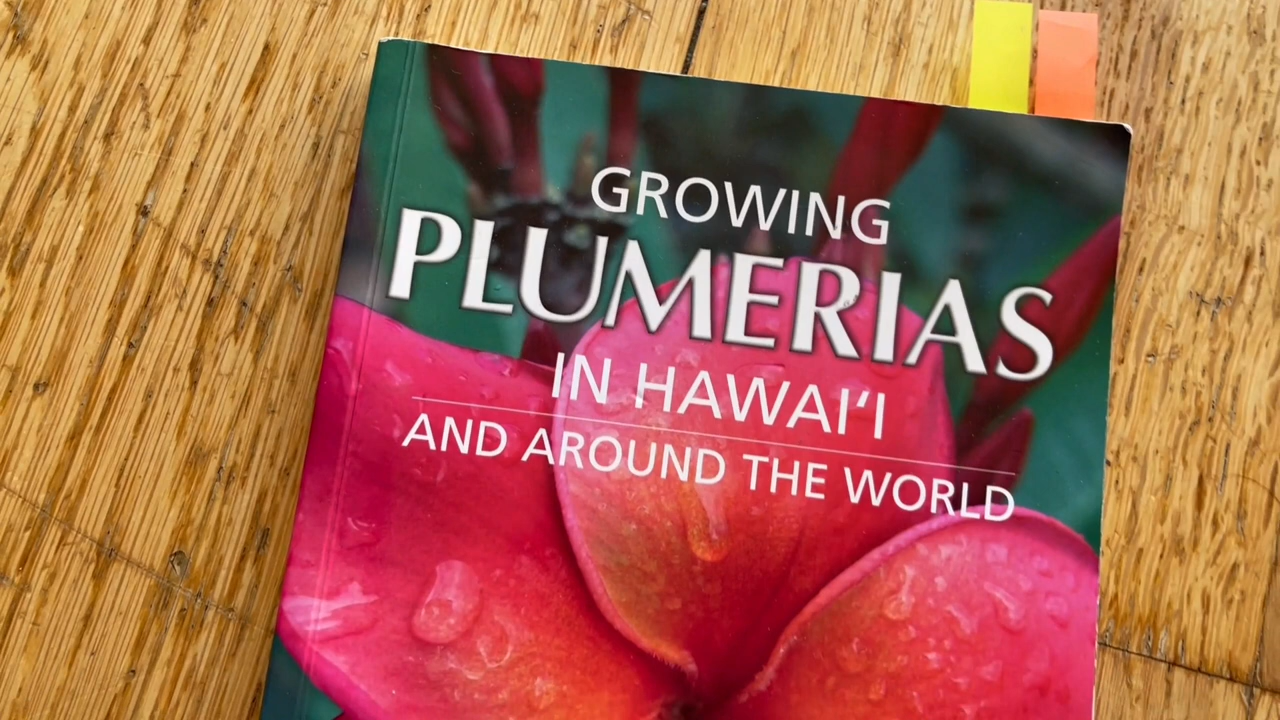 GROWING
PLUMERIAS
IN HAWAI‘I
AND AROUND THE WORLD